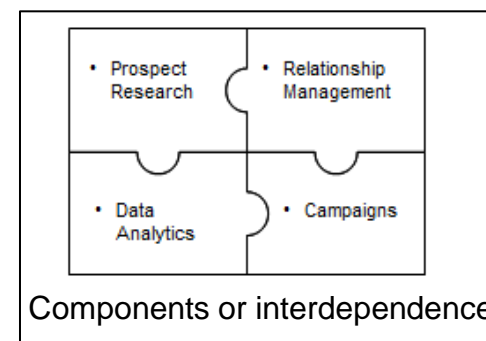 • Prospect
Research
• Relationship
Management
• Data
Analytics
• Campaigns
Components or interdependence